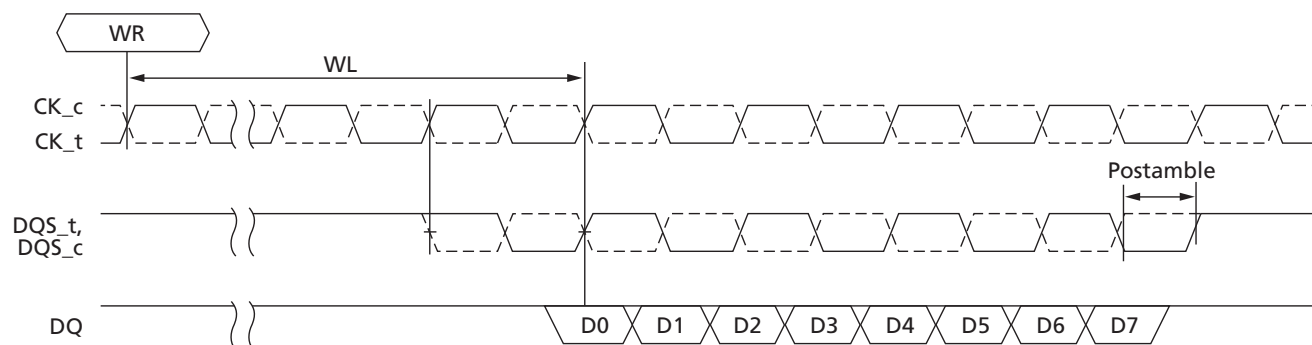 WR
WL
CK_c
CK_t
Postamble
DQS_t,
DQS_c
DQ D0 D1 D2 D3 D4 D5 D6 D7